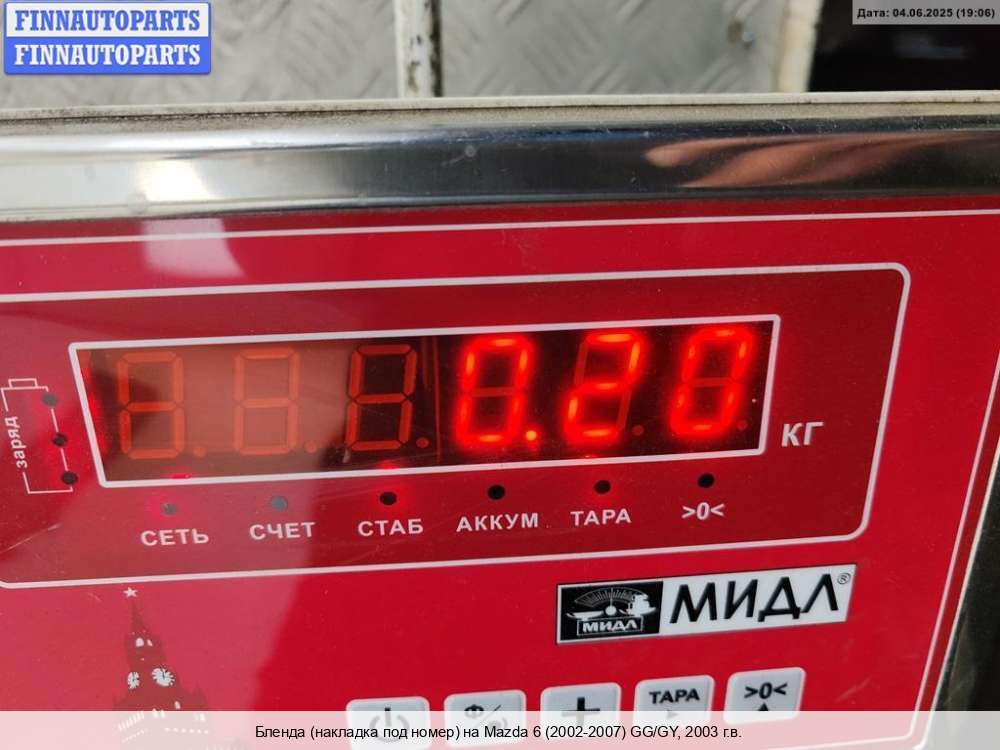 FINNAUTOPARTS
FINNAUTOPARTS
Дата: 04.06.2025 (19:06)
0.20
КГ
заряд
СЕТЬ СЧЕТ СТАБ АККУМ ТАРА >0<
МИДЛ МИДЛ®
ТАРА >0<
Бленда (накладка под номер) на Mazda 6 (2002-2007) GG/GY, 2003 г.в.